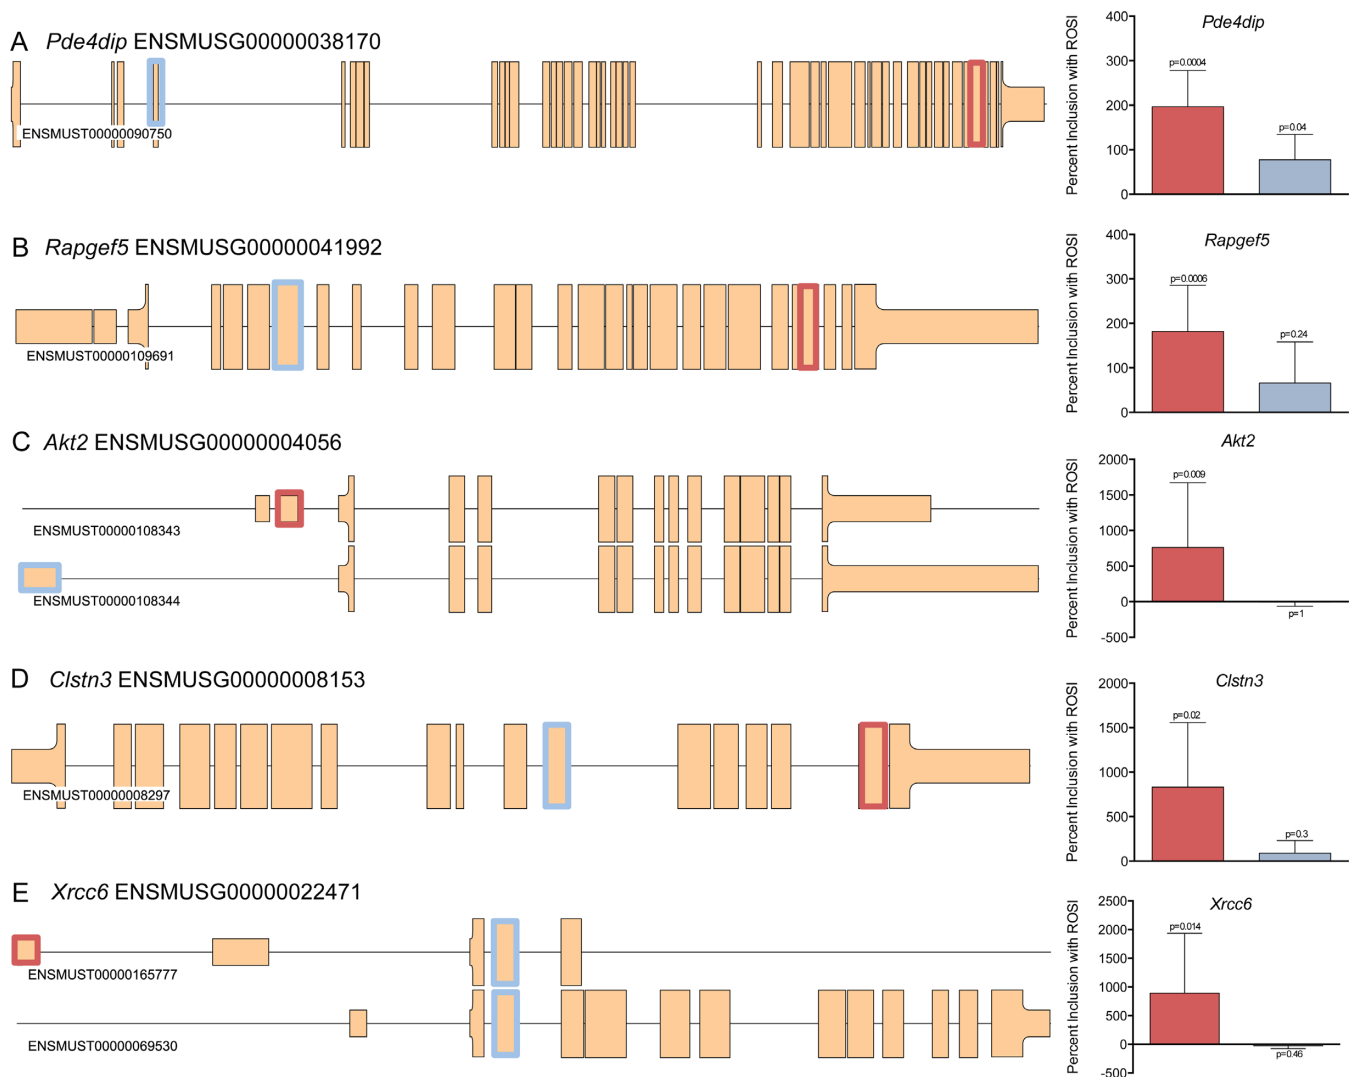 A Pde4dip ENSMUSG00000038170
ENSMUST00000090750
Pde4dip
Percent Inclusion with ROSI
400
300
200
100
0
p=0.0004
p=0.04
B Rapgef5 ENSMUSG00000041992
ENSMUST00000109691
Rapgef5
Percent Inclusion with ROSI
400
300
200
100
0
p=0.0006
p=0.24
C Akt2 ENSMUSG00000004056
ENSMUST00000108343
ENSMUST00000108344
Akt2
Percent Inclusion with ROSI
2000
1500
1000
500
0
-500
p=0.009
p=1
D Clstn3 ENSMUSG00000008153
ENSMUST00000008297
Clstn3
Percent Inclusion with ROSI
2000
1500
1000
500
0
p=0.02
p=0.3
E Xrcc6 ENSMUSG00000022471
ENSMUST00000165777
ENSMUST00000069530
Xrcc6
Percent Inclusion with ROSI
2500
2000
1500
1000
500
0
-500
p=0.014
p=0.46